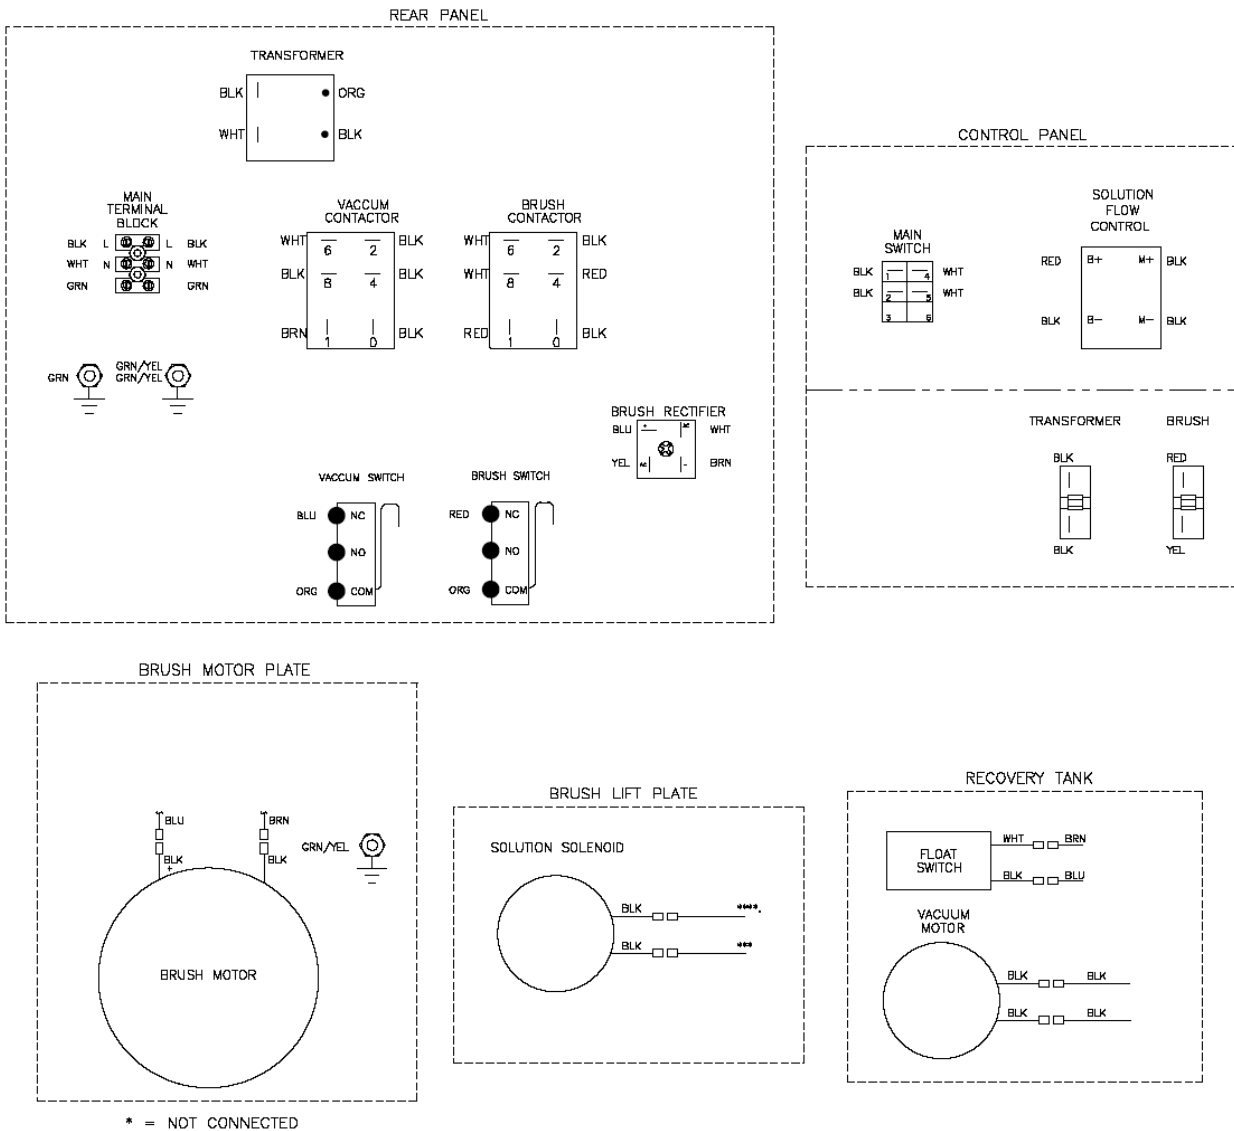 REAR PANEL
TRANSFORMER
BLK ORG
WHT BLK
MAIN
TERMINAL
BLOCK
BLK L L BLK
WHT N N WHT
GRN GRN
VACCUM
CONTACTOR
WHT 6 2 BLK
BLK 8 4 BLK
BRN 1 0 BLK
BRUSH
CONTACTOR
WHT 6 2 BLK
WHT 8 4 RED
RED 1 0 BLK
GRN
GRN/YEL
GRN/YEL
BRUSH RECTIFIER
BLU + AC WHT
YEL AC - BRN
VACCUM SWITCH
BLU NC
NO
ORG COM
BRUSH SWITCH
RED NC
NO
ORG COM
CONTROL PANEL
MAIN
SWITCH
BLK 1 4 WHT
BLK 2 5 WHT
3 6
SOLUTION
FLOW
CONTROL
RED B+ M+ BLK
BLK B- M- BLK
TRANSFORMER
BLK
BLK
BRUSH
RED
YEL
BRUSH MOTOR PLATE
BLU BRN
BLK BLK
+
GRN/YEL
BRUSH MOTOR
* = NOT CONNECTED
BRUSH LIFT PLATE
SOLUTION SOLENOID
BLK ****.
BLK ***
RECOVERY TANK
FLOAT
SWITCH
WHT BRN
BLK BLU
VACUUM
MOTOR
BLK BLK
BLK BLK